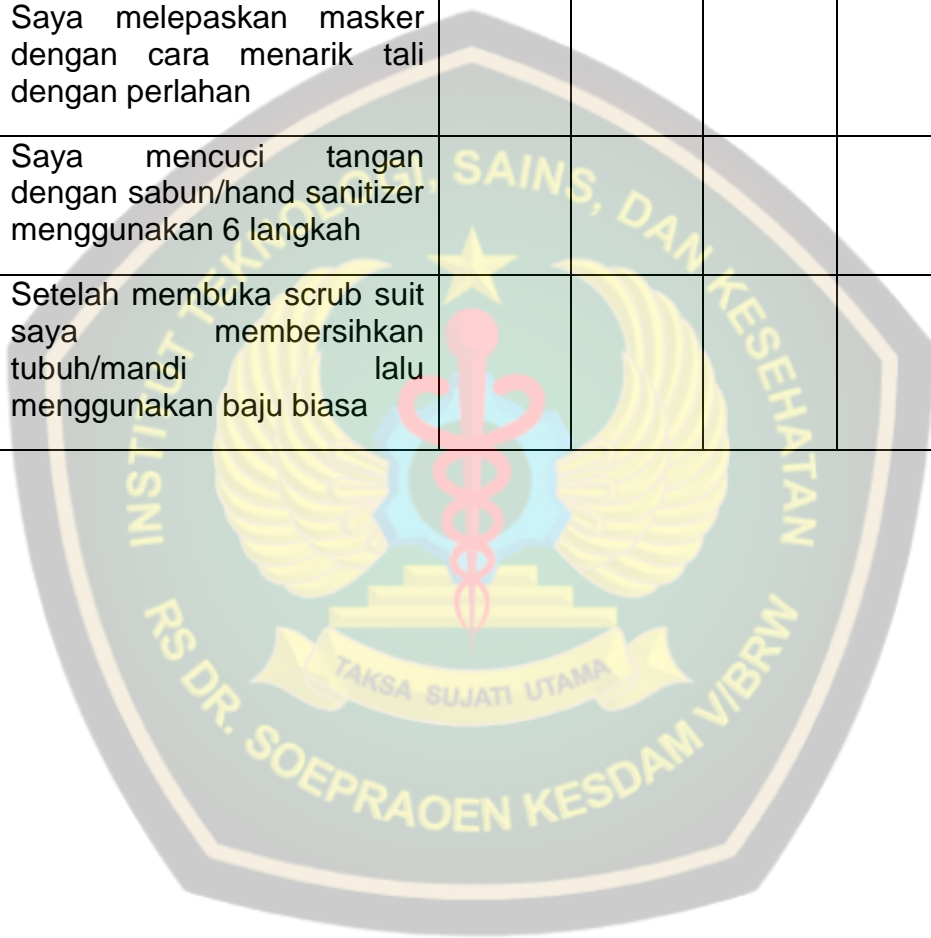 Saya melepaskan masker
dengan cara menarik tali
dengan perlahan
Saya mencuci tangan
dengan sabun/hand sanitizer
menggunakan 6 langkah
Setelah membuka scrub suit
saya membersihkan
tubuh/mandi lalu
menggunakan baju biasa
INSTITUT TEKNOLOGI, SAINS, DAN KESEHATAN
TAKSA SUJATI UTAMA
RS DR. SOEPRAOEN KESDAM V/BRW